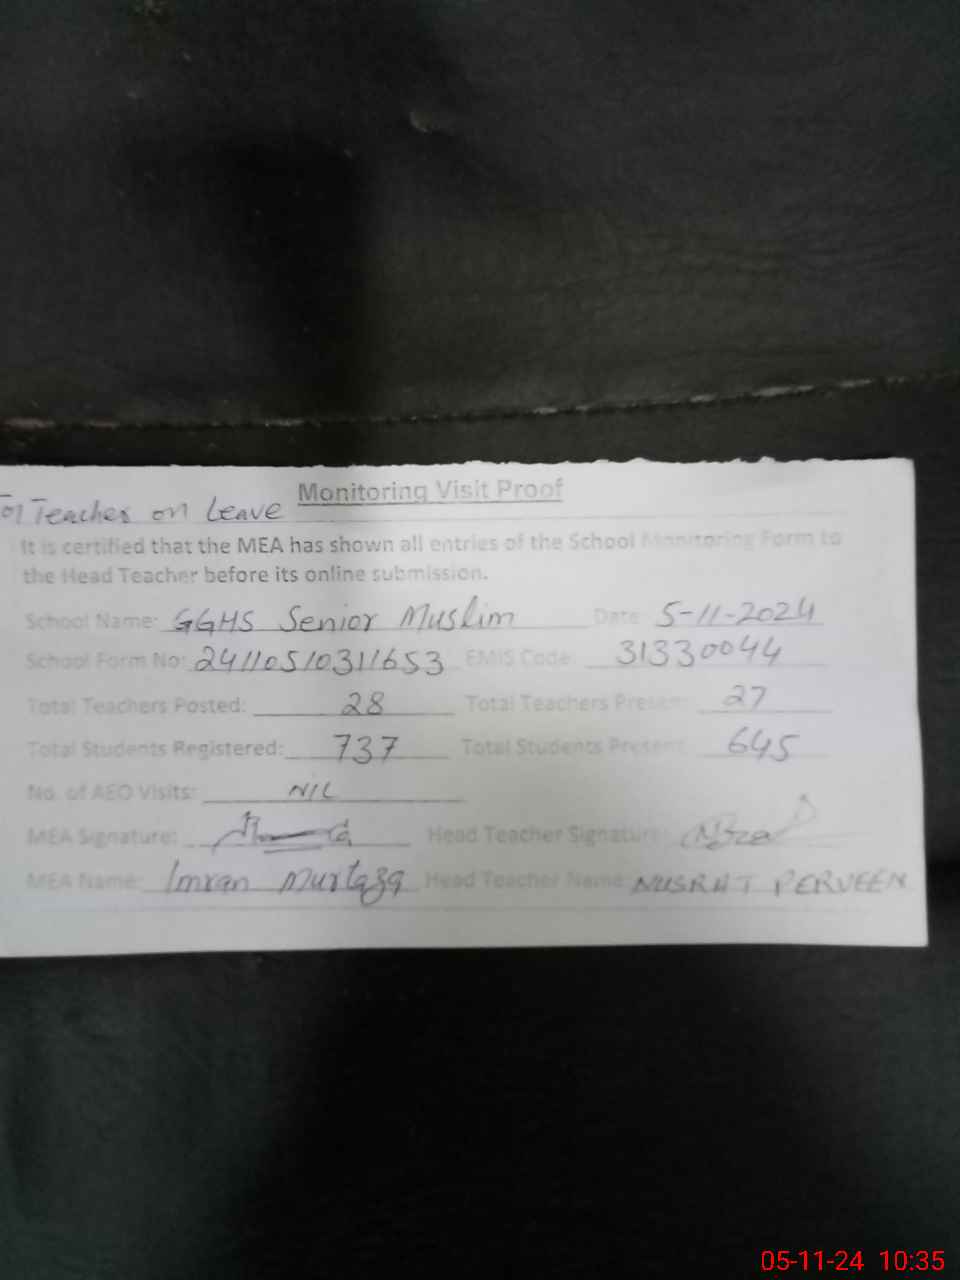 Monitoring Visit Proof
01 Teacher on Leave
It is certified that the MEA has shown all entries of the School Monitoring Form to
the Head Teacher before its online submission.
School Name: GGHS Senior Muslim Date: 5-11-2024
School Form No: 24110510311653 EMIS Code: 31330044
Total Teachers Posted: 28 Total Teachers Present: 27
Total Students Registered: 737 Total Students Present: 645
No. of AEO Visits: NIL
MEA Signature: Head Teacher Signature:
MEA Name: Imran Murtaza Head Teacher Name: NUSRAT PERVEEN
05-11-24 10:35